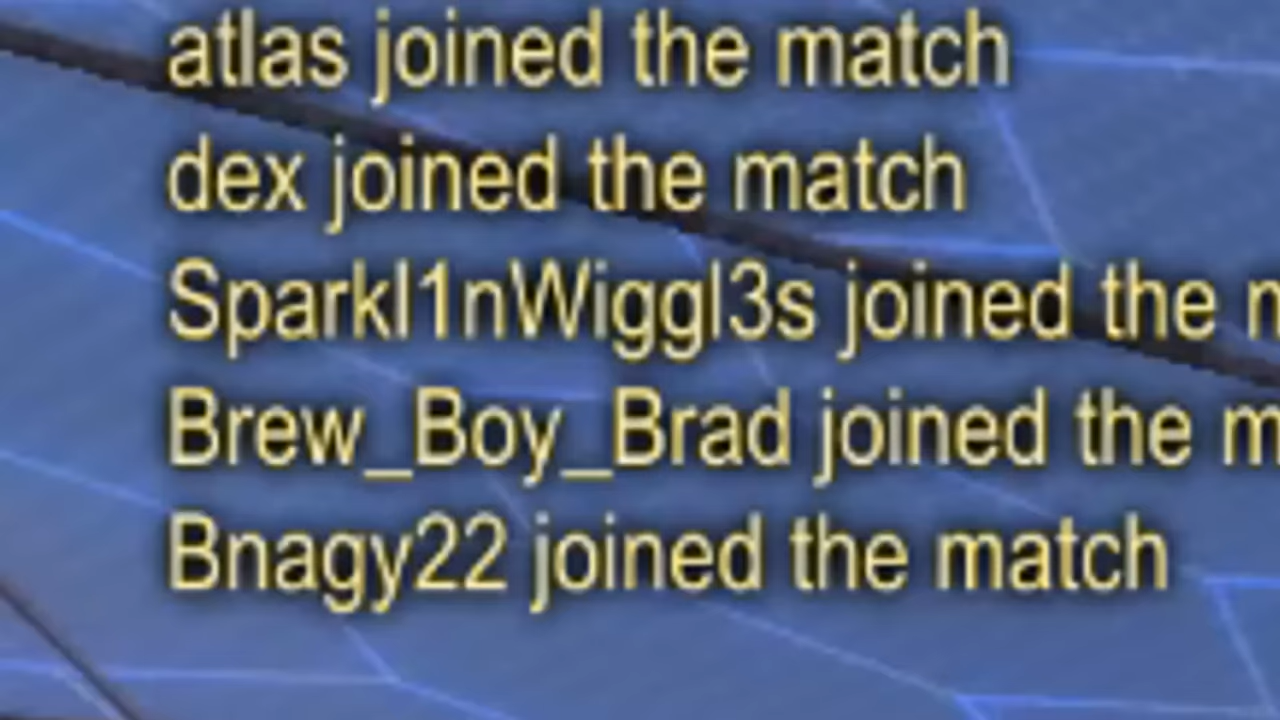 atlas joined the match
dex joined the match
Sparkl1nWiggl3s joined the
Brew_Boy_Brad joined the
Bnagy22 joined the match